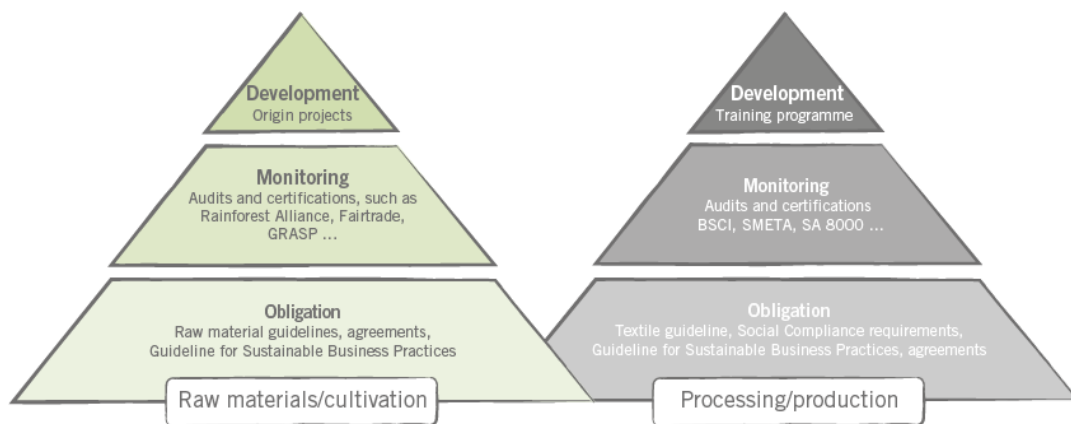 Development
Origin projects
Monitoring
Audits and certifications, such as
Rainforest Alliance, Fairtrade,
GRASP ...
Obligation
Raw material guidelines, agreements,
Guideline for Sustainable Business Practices
Raw materials/cultivation
Development
Training programme
Monitoring
Audits and certifications
BSCI, SMETA, SA 8000 ...
Obligation
Textile guideline, Social Compliance requirements,
Guideline for Sustainable Business Practices, agreements
Processing/production